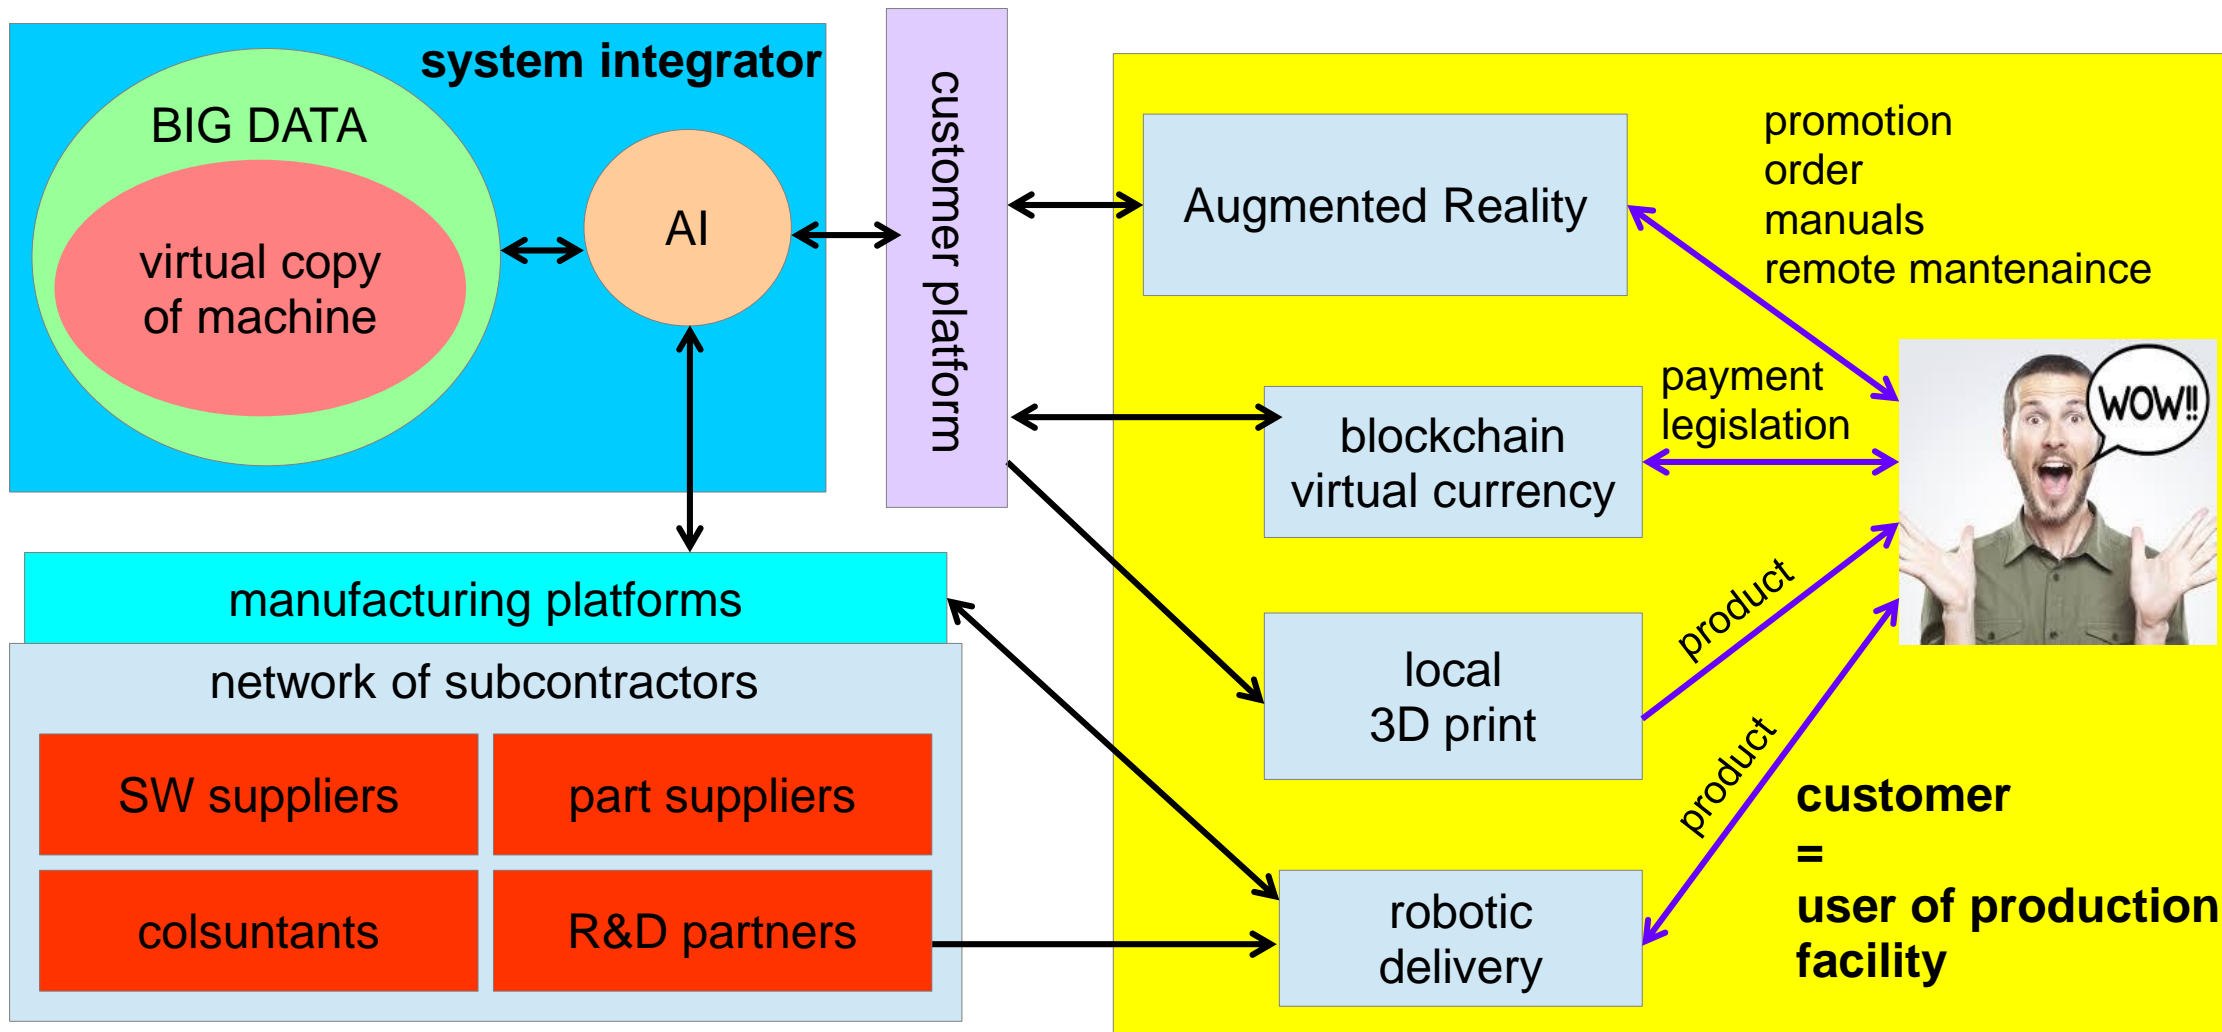 system integrator
BIG DATA
virtual copy
of machine
AI
customer platform
Augmented Reality
promotion
order
manuals
remote mantenaince
blockchain
virtual currency
payment
legislation
WOW!!
manufacturing platforms
network of subcontractors
SW suppliers
part suppliers
colsuntants
R&D partners
local
3D print
product
robotic
delivery
product
customer
=
user of production
facility